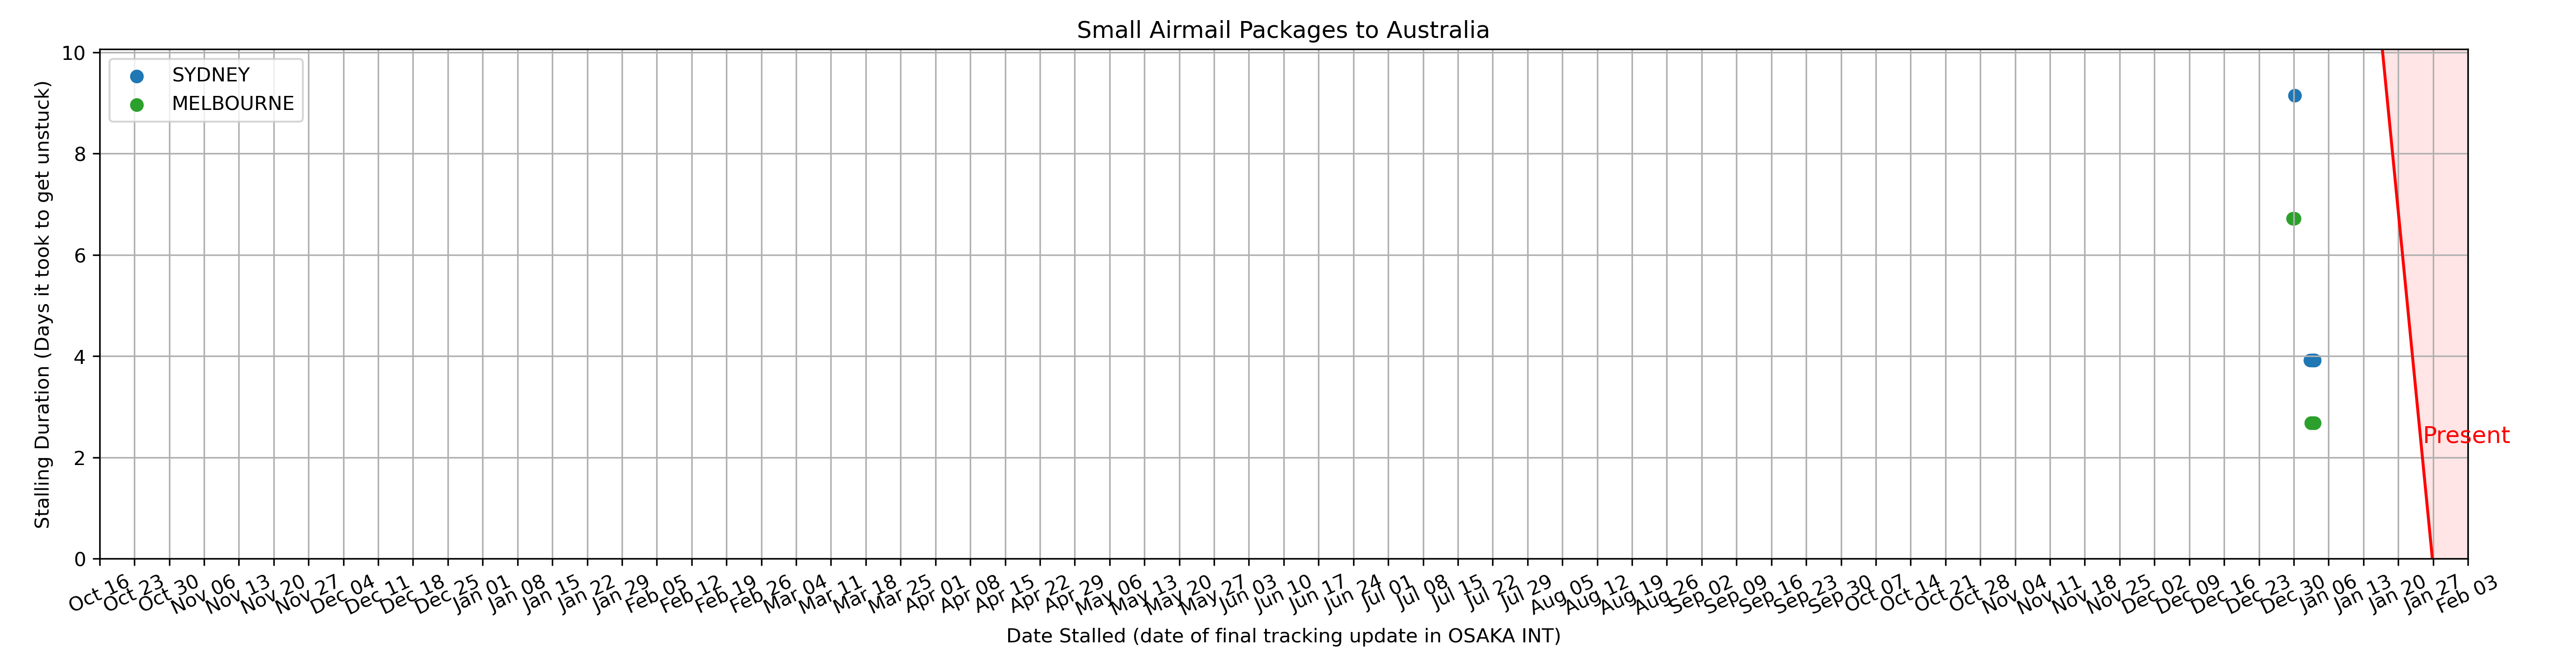 Small Airmail Packages to Australia
SYDNEY
MELBOURNE
Stalling Duration (Days it took to get unstuck)
10
8
6
4
2
0
Present
Oct 16 Oct 23 Oct 30 Nov 06 Nov 13 Nov 20 Nov 27 Dec 04 Dec 11 Dec 18 Dec 25 Jan 01 Jan 08 Jan 15 Jan 22 Jan 29 Feb 05 Feb 12 Feb 19 Feb 26 Mar 04 Mar 11 Mar 18 Mar 25 Apr 01 Apr 08 Apr 15 Apr 22 Apr 29 May 06 May 13 May 20 May 27 Jun 03 Jun 10 Jun 17 Jun 24 Jul 01 Jul 08 Jul 15 Jul 22 Jul 29 Aug 05 Aug 12 Aug 19 Aug 26 Sep 02 Sep 09 Sep 16 Sep 23 Sep 30 Oct 07 Oct 14 Oct 21 Oct 28 Nov 04 Nov 11 Nov 18 Nov 25 Dec 02 Dec 09 Dec 16 Dec 23 Dec 30 Jan 06 Jan 13 Jan 20 Jan 27 Feb 03
Date Stalled (date of final tracking update in OSAKA INT)